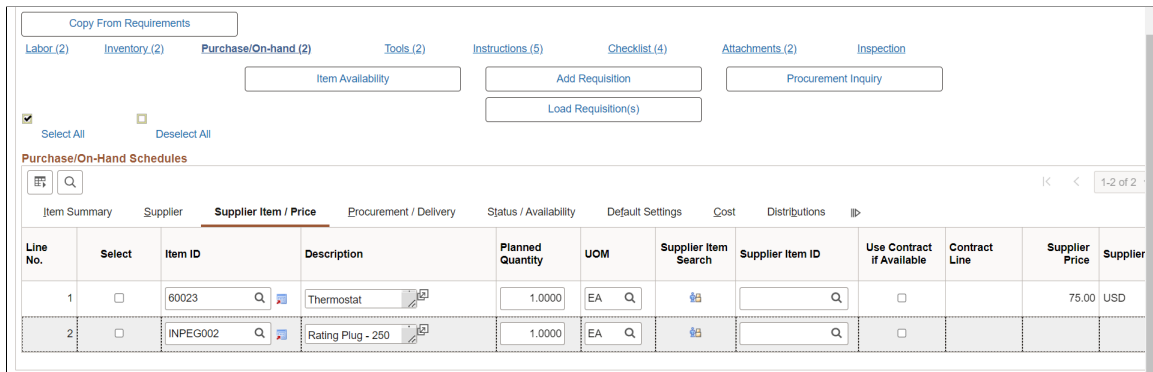 Copy From Requirements
Labor (2) Inventory (2) Purchase/On-hand (2) Tools (2) Instructions (5) Checklist (4) Attachments (2) Inspection
Item Availability Add Requisition Procurement Inquiry
Load Requisition(s)
Select All Deselect All
Purchase/On-Hand Schedules
1-2 of 2
Item Summary Supplier Supplier Item / Price Procurement / Delivery Status / Availability Default Settings Cost Distributions
Line No. Select Item ID Description Planned Quantity UOM Supplier Item Search Supplier Item ID Use Contract if Available Contract Line Supplier Price Supplier
1 60023 Thermostat 1.0000 EA 75.00 USD
2 INPEG002 Rating Plug - 250 1.0000 EA